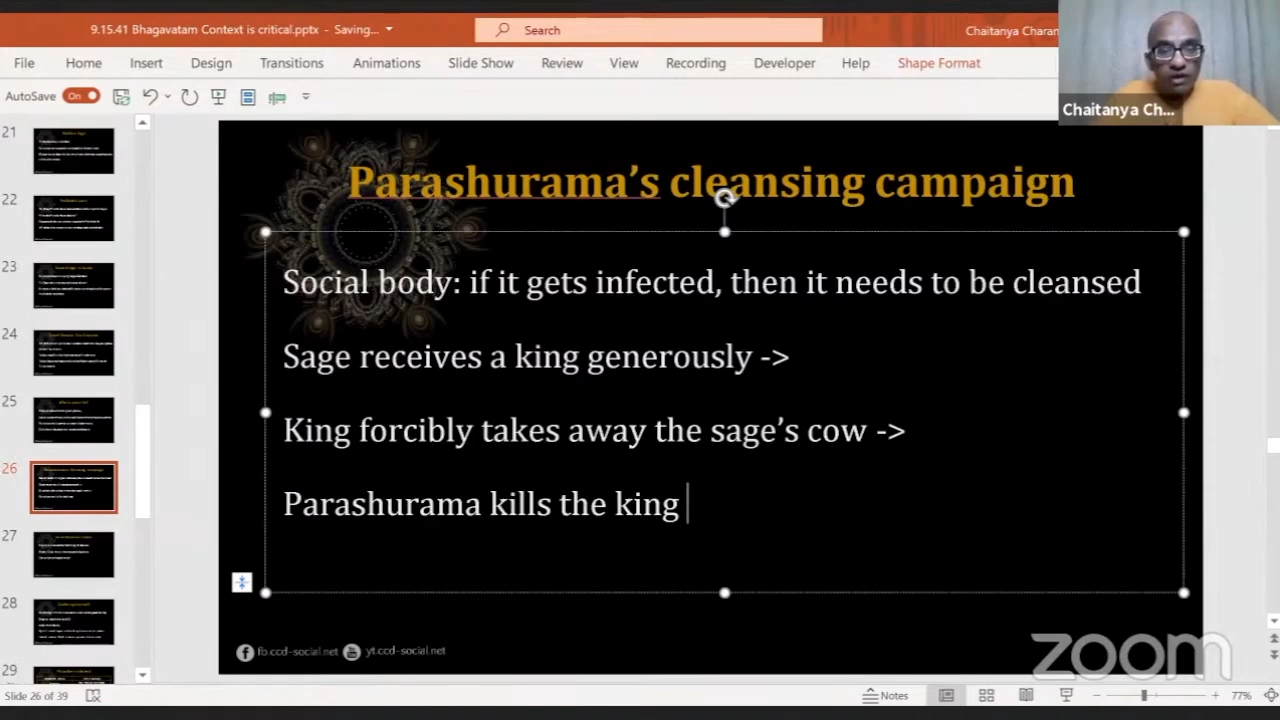 9.15.41 Bhagavatam Context is critical.pptx - Saving...
Search
Chaitanya Charan
File Home Insert Design Transitions Animations Slide Show Review View Recording Developer Help Shape Format
AutoSave On
Chaitanya Ch...
21
22
23
24
25
26
27
28
29
Parashurama's cleansing campaign
Social body: if it gets infected, then it needs to be cleansed
Sage receives a king generously ->
King forcibly takes away the sage's cow ->
Parashurama kills the king
fb.ccd-social.net yt.ccd-social.net
zoom
Slide 26 of 39
Notes
77%